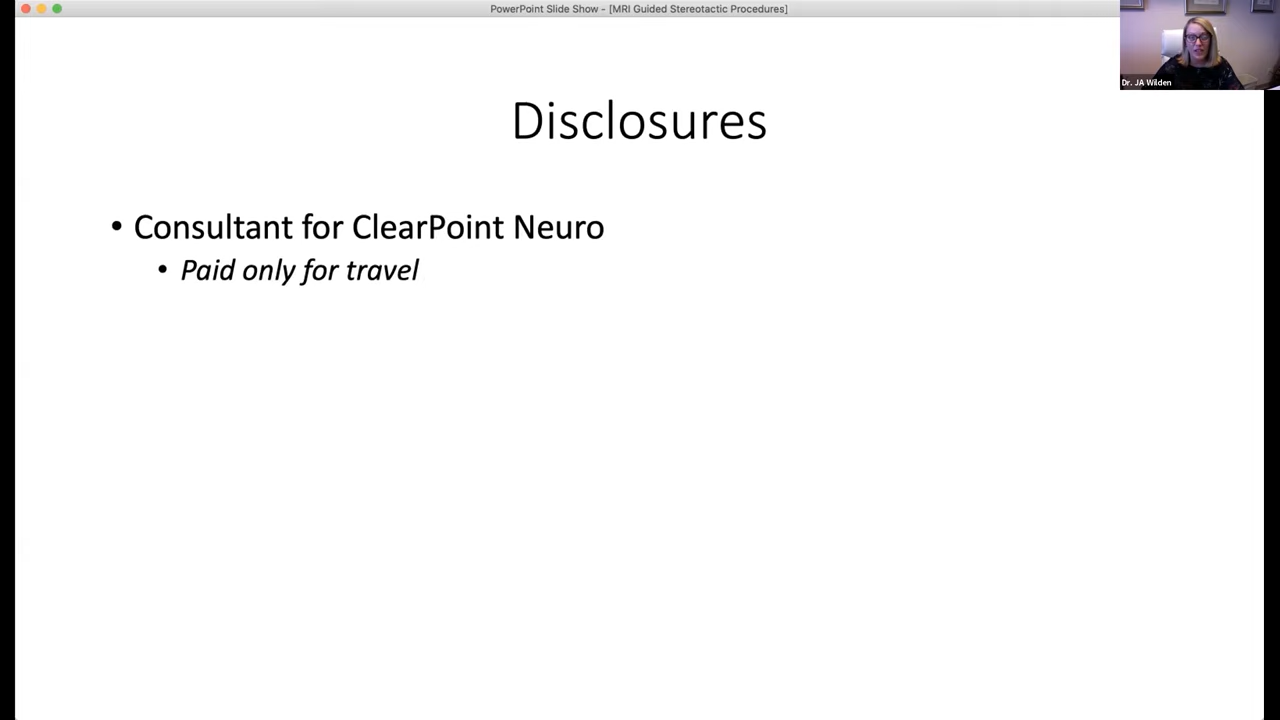 PowerPoint Slide Show - [MRI Guided Stereotactic Procedures]
Dr. JA Wilden
Disclosures
• Consultant for ClearPoint Neuro
• Paid only for travel